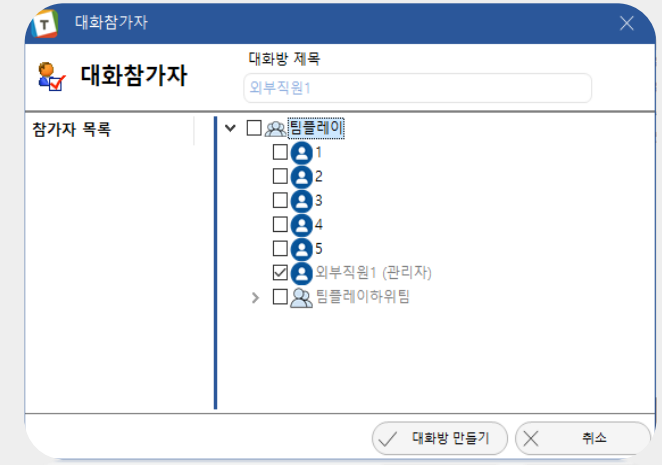 T 대화참가자
대화참가자
대화방 제목
외부직원1
참가자 목록
팀플레이
1
2
3
4
5
외부직원1 (관리자)
팀플레이하위팀
대화방 만들기
취소